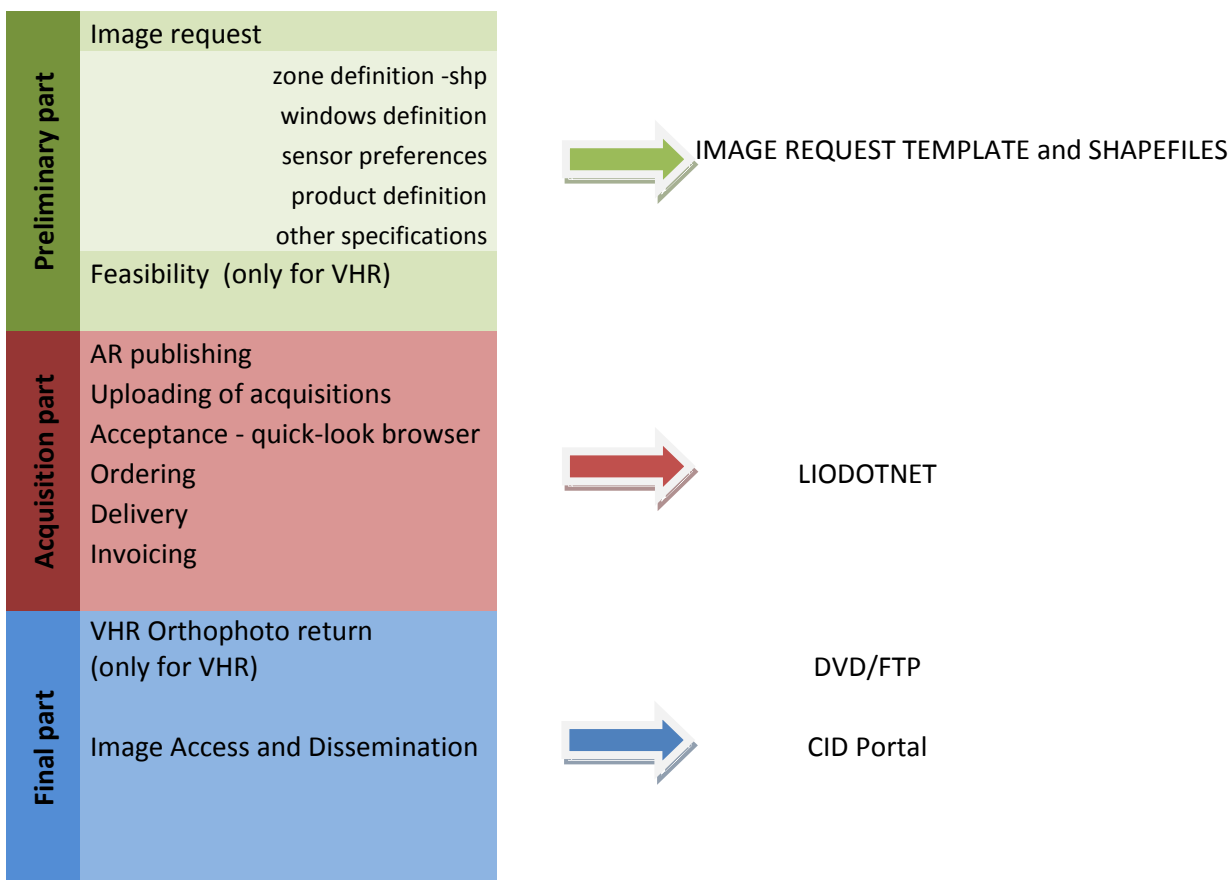 Preliminary part
Image request
zone definition -shp
windows definition
sensor preferences
product definition
other specifications
Feasibility  (only for VHR)
IMAGE REQUEST TEMPLATE and SHAPEFILES
Acquisition part
AR publishing
Uploading of acquisitions
Acceptance - quick-look browser
Ordering
Delivery
Invoicing
LIODOTNET
Final part
VHR Orthophoto return
(only for VHR)
Image Access and Dissemination
DVD/FTP
CID Portal